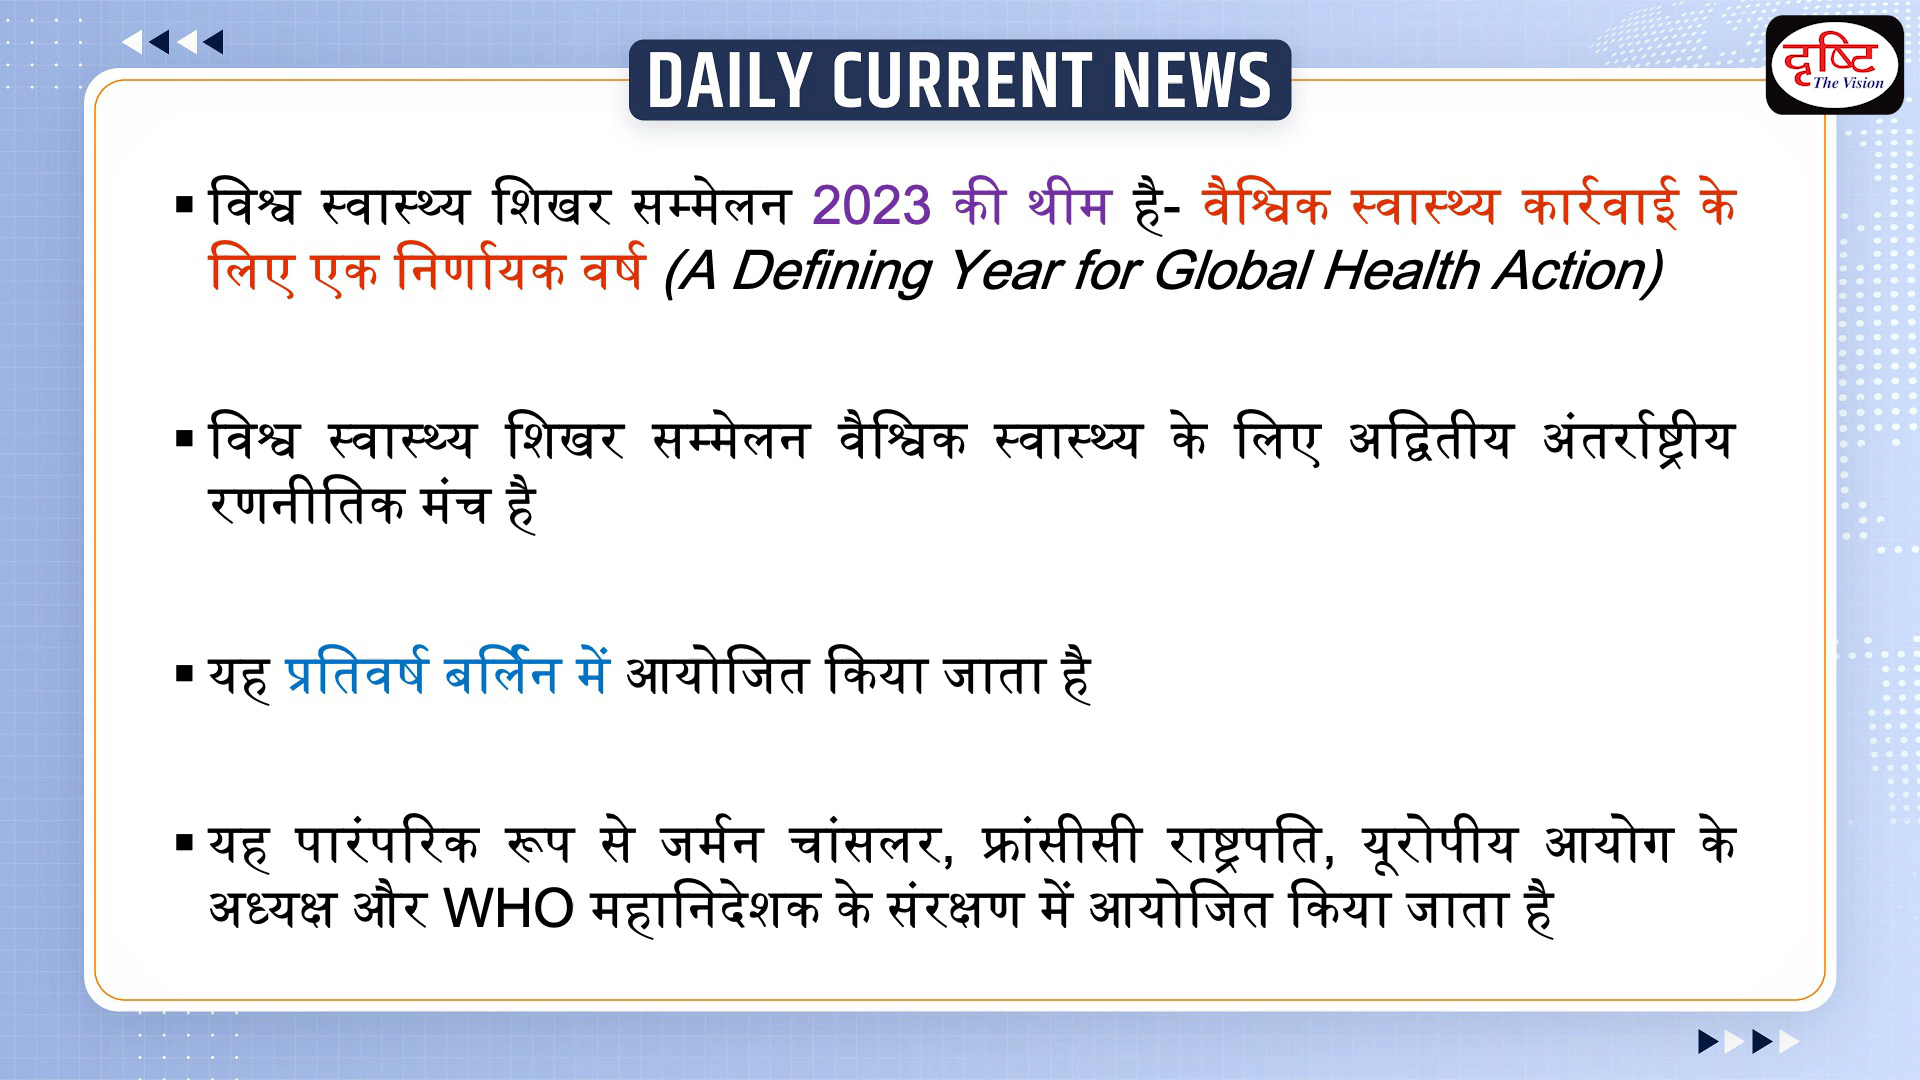 DAILY CURRENT NEWS
दृष्टि
The Vision
▪ विश्व स्वास्थ्य शिखर सम्मेलन 2023 की थीम है- वैश्विक स्वास्थ्य कार्रवाई के
लिए एक निर्णायक वर्ष (A Defining Year for Global Health Action)
▪ विश्व स्वास्थ्य शिखर सम्मेलन वैश्विक स्वास्थ्य के लिए अद्वितीय अंतर्राष्ट्रीय
रणनीतिक मंच है
▪ यह प्रतिवर्ष बर्लिन में आयोजित किया जाता है
▪ यह पारंपरिक रूप से जर्मन चांसलर, फ्रांसीसी राष्ट्रपति, यूरोपीय आयोग के
अध्यक्ष और WHO महानिदेशक के संरक्षण में आयोजित किया जाता है